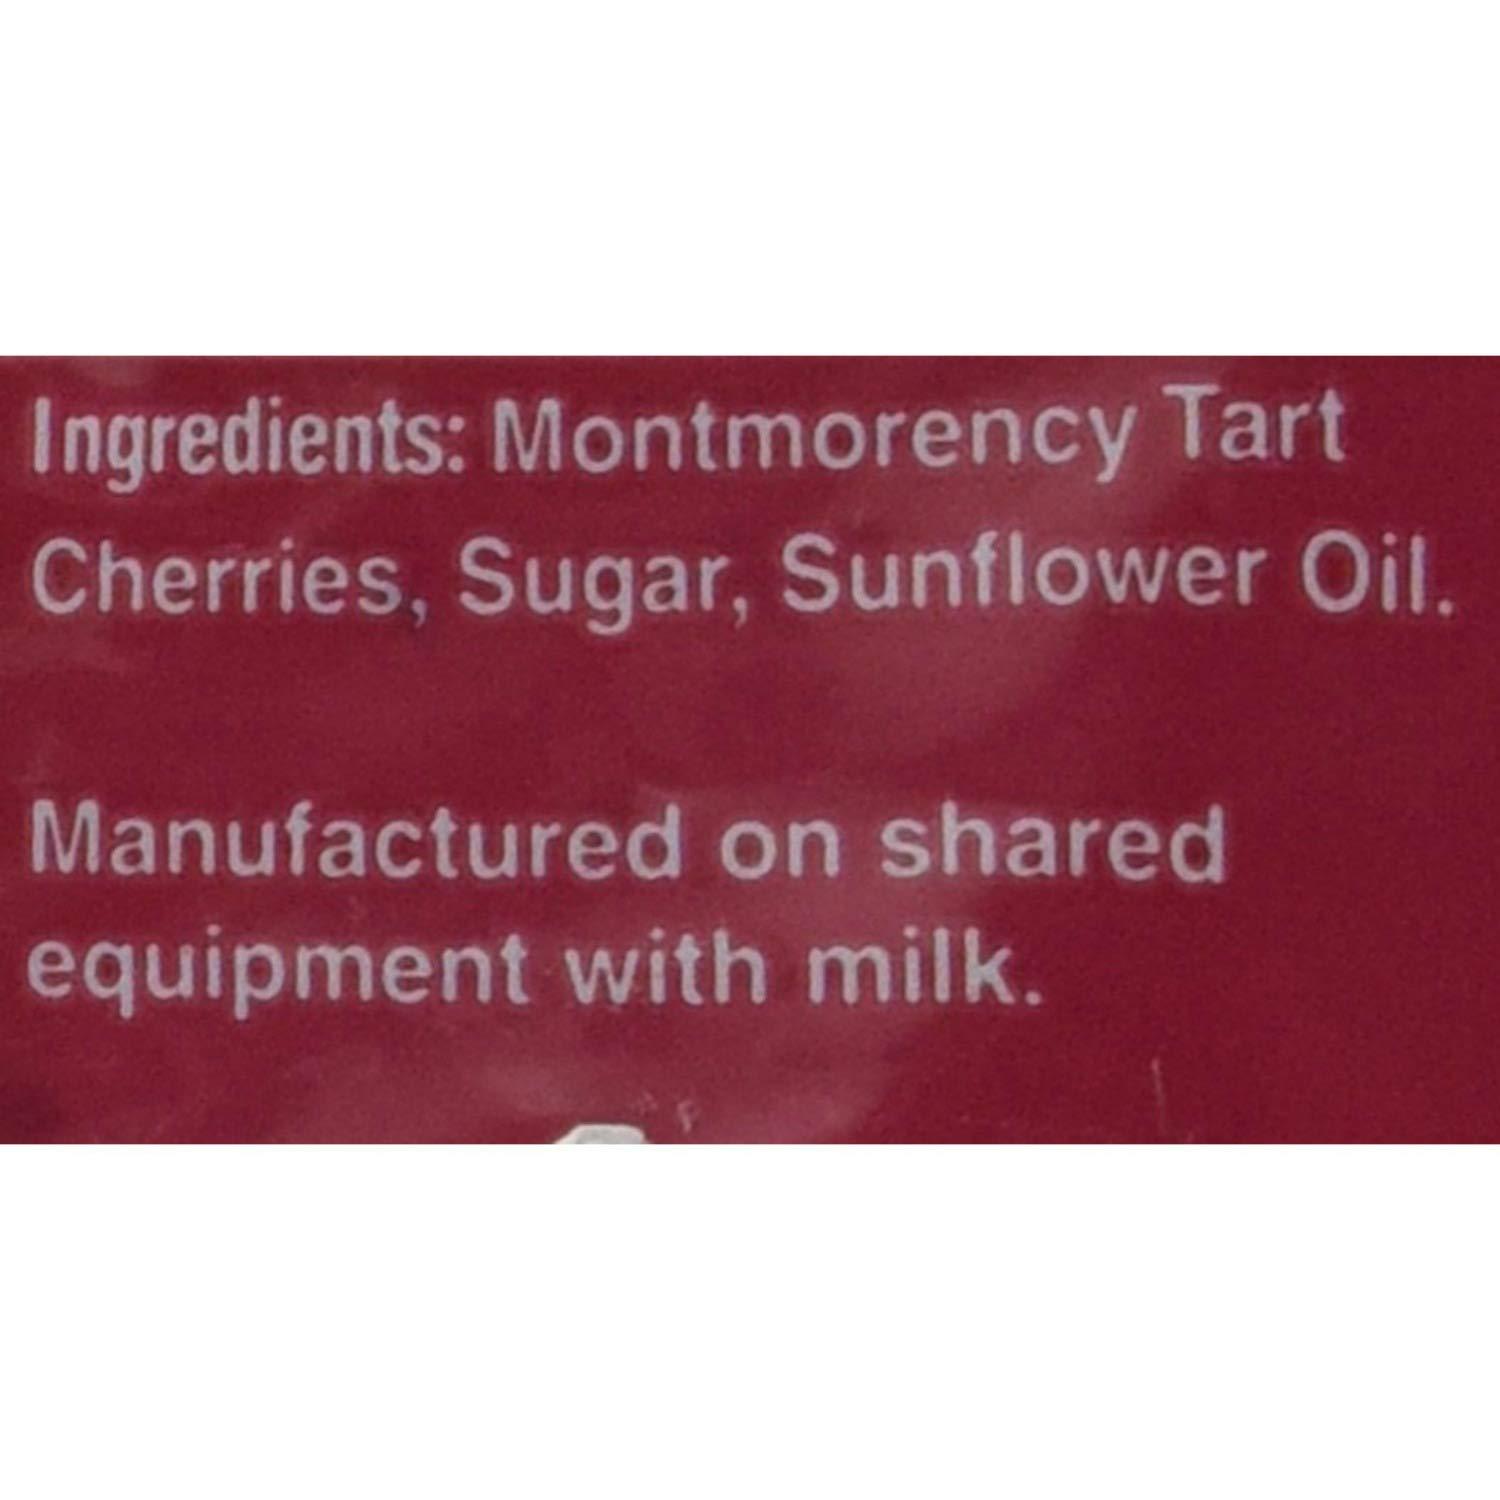 Ingredients: Montmorency Tart
Cherries, Sugar, Sunflower Oil.
Manufactured on shared
equipment with milk.